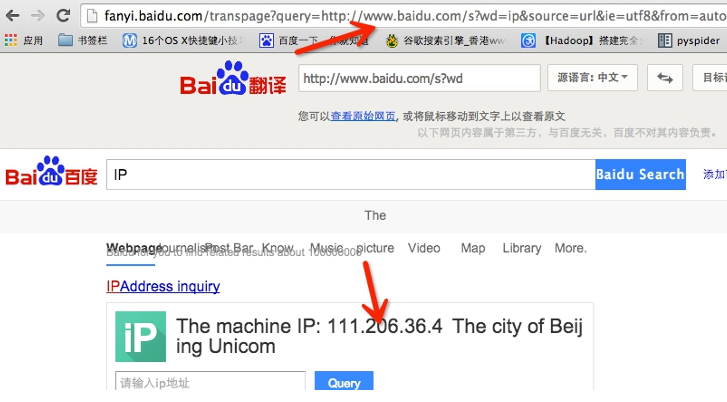 fanyi.baidu.com/transpage?query=http://www.baidu.com/s?wd=ip&source=url&ie=utf8&from=auto
应用 书签栏 16个OS X快捷键小技 百度一下，你就知道 谷歌搜索引擎_香港ww 【Hadoop】搭建完全 pyspider
Bai du 翻译 http://www.baidu.com/s?wd 源语言: 中文 目标语
您可以查看原始网页, 或将鼠标移动到文字上以查看原文
以下网页内容属于第三方，与百度无关，百度不对其内容负责。
Bai du 百度 IP Baidu Search 添加
The
Webpage Journalists Post Bar Know Music picture Video Map Library More.
Baidu for you to find related results about 100000000
IPAddress inquiry
iP The machine IP: 111.206.36.4 The city of Beij
ing Unicom
请输入ip地址 Query